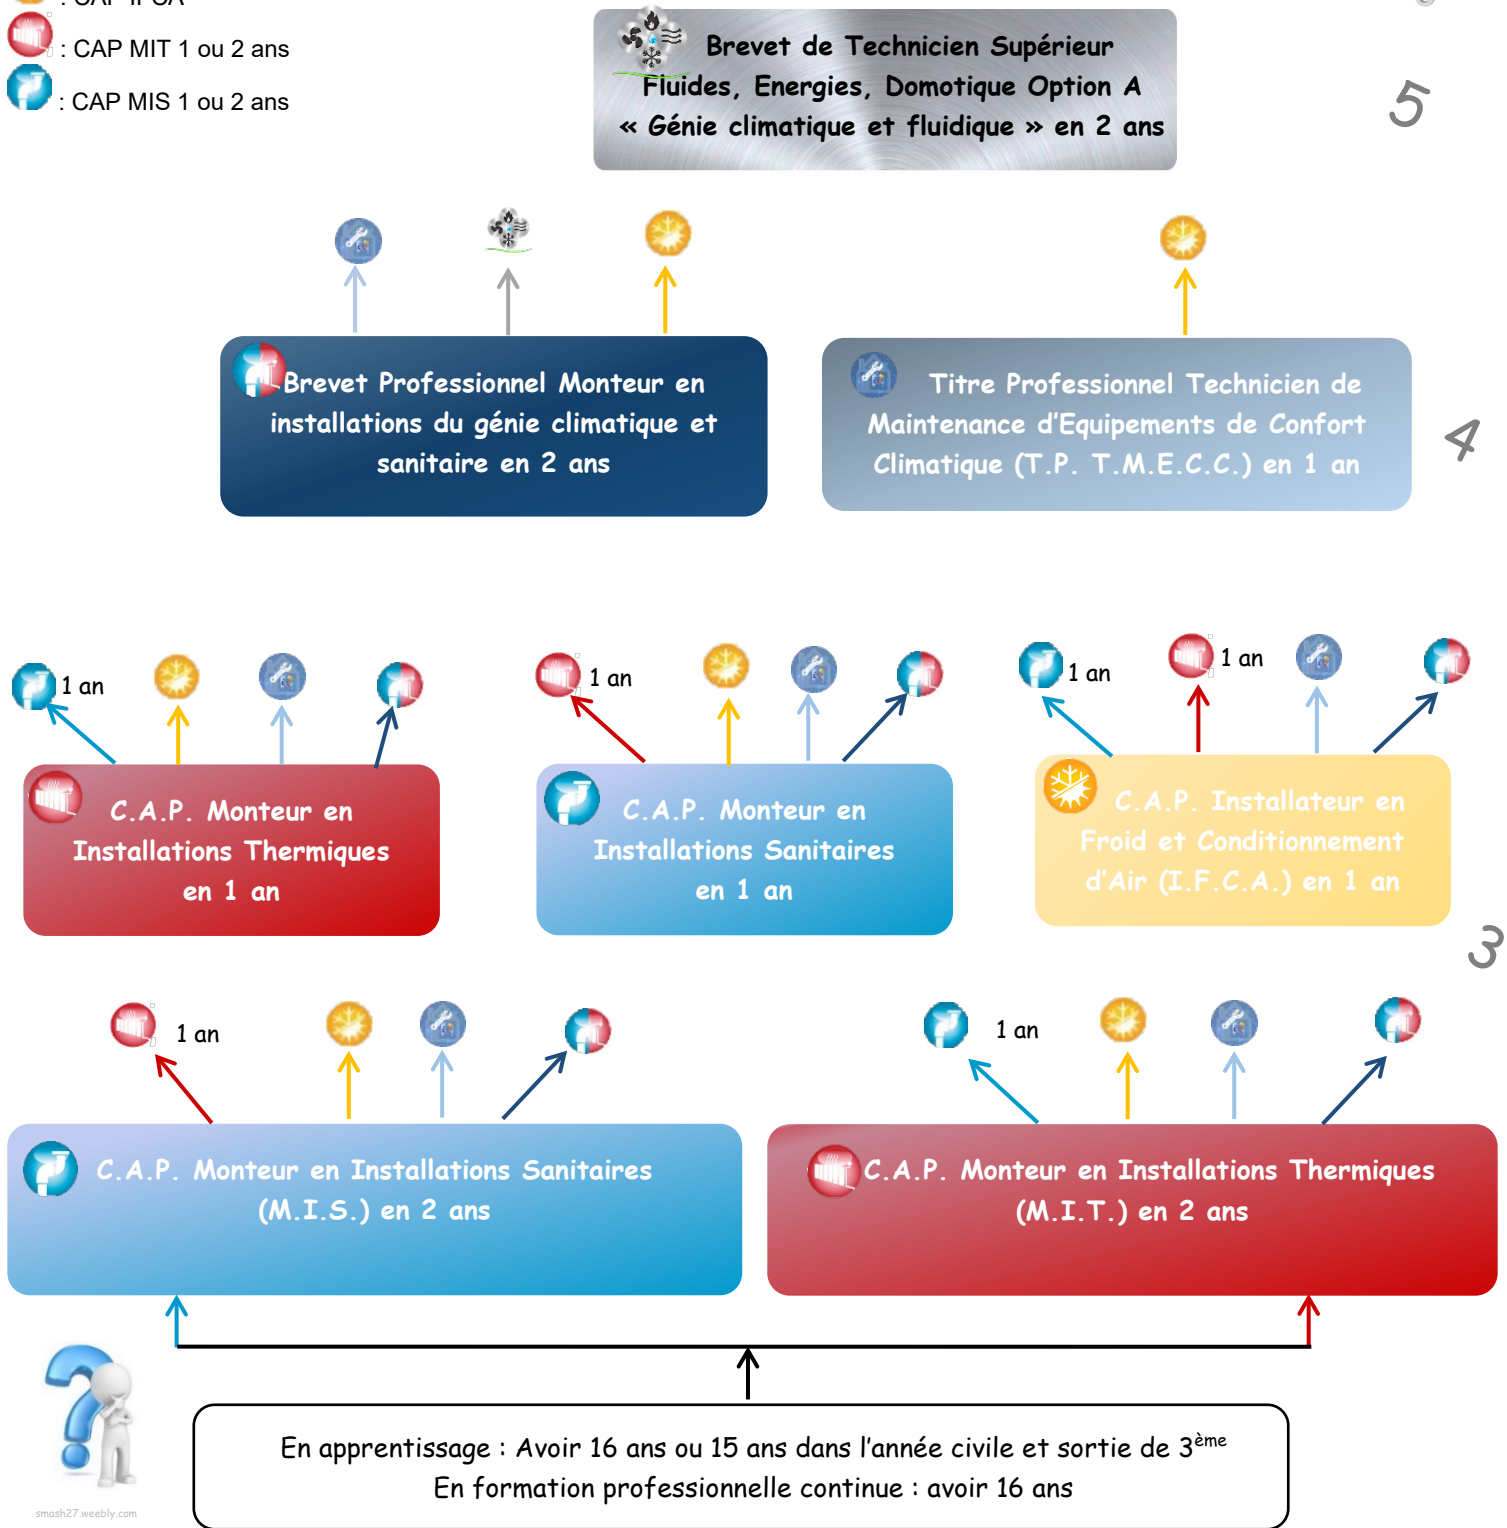 : CAP IFCA
: CAP MIT 1 ou 2 ans
: CAP MIS 1 ou 2 ans
Brevet de Technicien Supérieur
Fluides, Energies, Domotique Option A
« Génie climatique et fluidique » en 2 ans
5
Brevet Professionnel Monteur en
installations du génie climatique et
sanitaire en 2 ans
Titre Professionnel Technicien de
Maintenance d'Equipements de Confort
Climatique (T.P. T.M.E.C.C.) en 1 an
4
1 an
1 an
1 an
1 an
C.A.P. Monteur en
Installations Thermiques
en 1 an
C.A.P. Monteur en
Installations Sanitaires
en 1 an
C.A.P. Installateur en
Froid et Conditionnement
d'Air (I.F.C.A.) en 1 an
3
1 an
1 an
C.A.P. Monteur en Installations Sanitaires
(M.I.S.) en 2 ans
C.A.P. Monteur en Installations Thermiques
(M.I.T.) en 2 ans
En apprentissage : Avoir 16 ans ou 15 ans dans l'année civile et sortie de 3ème
En formation professionnelle continue : avoir 16 ans
smash27.weebly.com